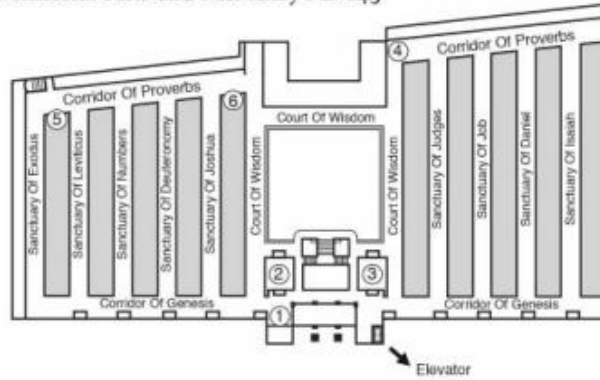 4
Corridor Of Proverbs
Corridor Of Proverbs
5
6
Court Of Wisdom
Sanctuary Of Exodus
Sanctuary Of Leviticus
Sanctuary Of Numbers
Sanctuary Of Deuteronomy
Sanctuary Of Joshua
Court Of Wisdom
Court Of Wisdom
Sanctuary Of Judges
Sanctuary Of Job
Sanctuary Of Daniel
Sanctuary Of Isaiah
2
3
Corridor Of Genesis
Corridor Of Genesis
1
Elevator